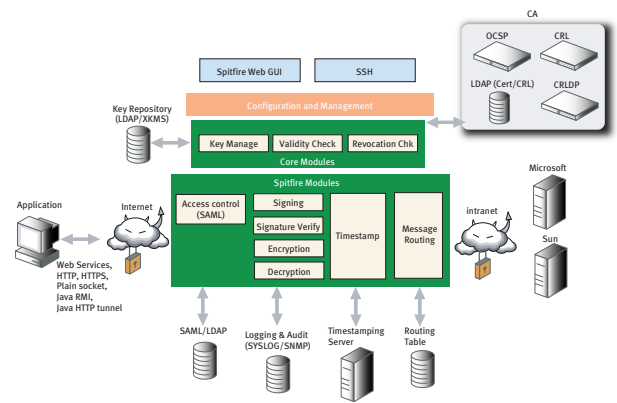 CA
OCSP
CRL
LDAP (Cert/CRL)
CRLDP
Spitfire Web GUI
SSH
Configuration and Management
Key Repository
(LDAP/XKMS)
Key Manage
Validity Check
Revocation Chk
Core Modules
Spitfire Modules
Access control
(SAML)
Signing
Signature Verify
Encryption
Decryption
Timestamp
Message
Routing
Application
Internet
Web Services,
HTTP, HTTPS,
Plain socket,
Java RMI,
Java HTTP tunnel
intranet
Microsoft
Sun
SAML/LDAP
Logging & Audit
(SYSLOG/SNMP)
Timestamping
Server
Routing
Table